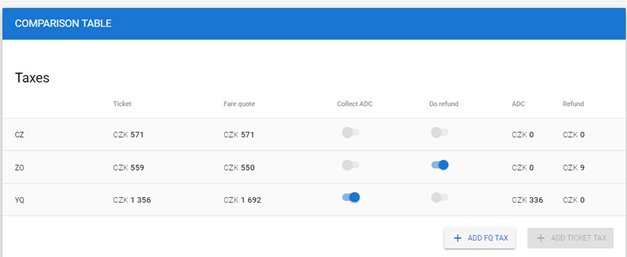 COMPARISON TABLE
Taxes
Ticket Fare quote Collect ADC Do refund ADC Refund
CZ CZK 571 CZK 571 CZK 0 CZK 0
ZO CZK 559 CZK 550 CZK 0 CZK 9
YQ CZK 1 356 CZK 1 692 CZK 336 CZK 0
+ ADD FQ TAX + ADD TICKET TAX